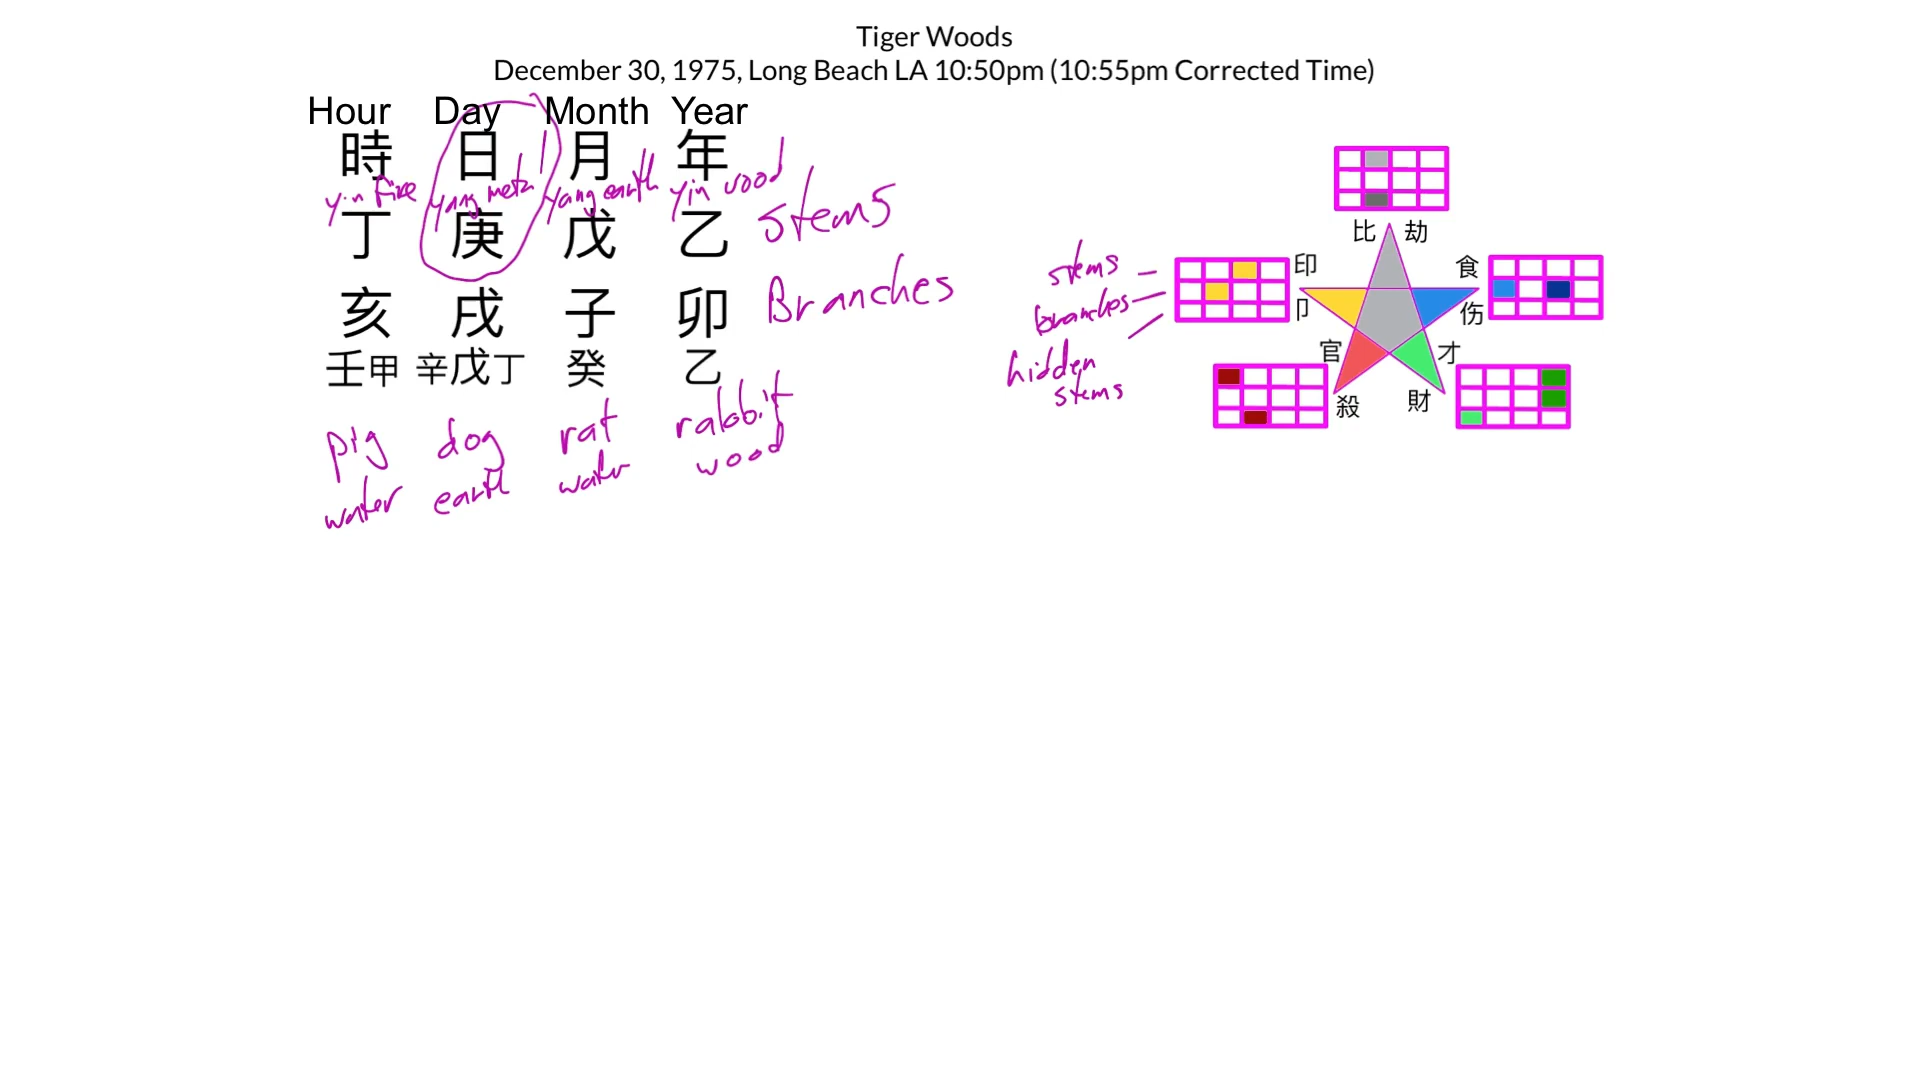 Tiger Woods
December 30, 1975, Long Beach LA 10:50pm (10:55pm Corrected Time)
Hour Day Month Year
時 日 月 年
yin fire yang metal yang earth yin wood
丁 庚 戊 乙 Stems
亥 戌 子 卯 Branches
壬甲 辛戊丁 癸 乙
pig dog rat rabbit
water earth water wood
stems
branches
hidden
stems
比 劫
印 食
卩 伤
官 才
殺 財